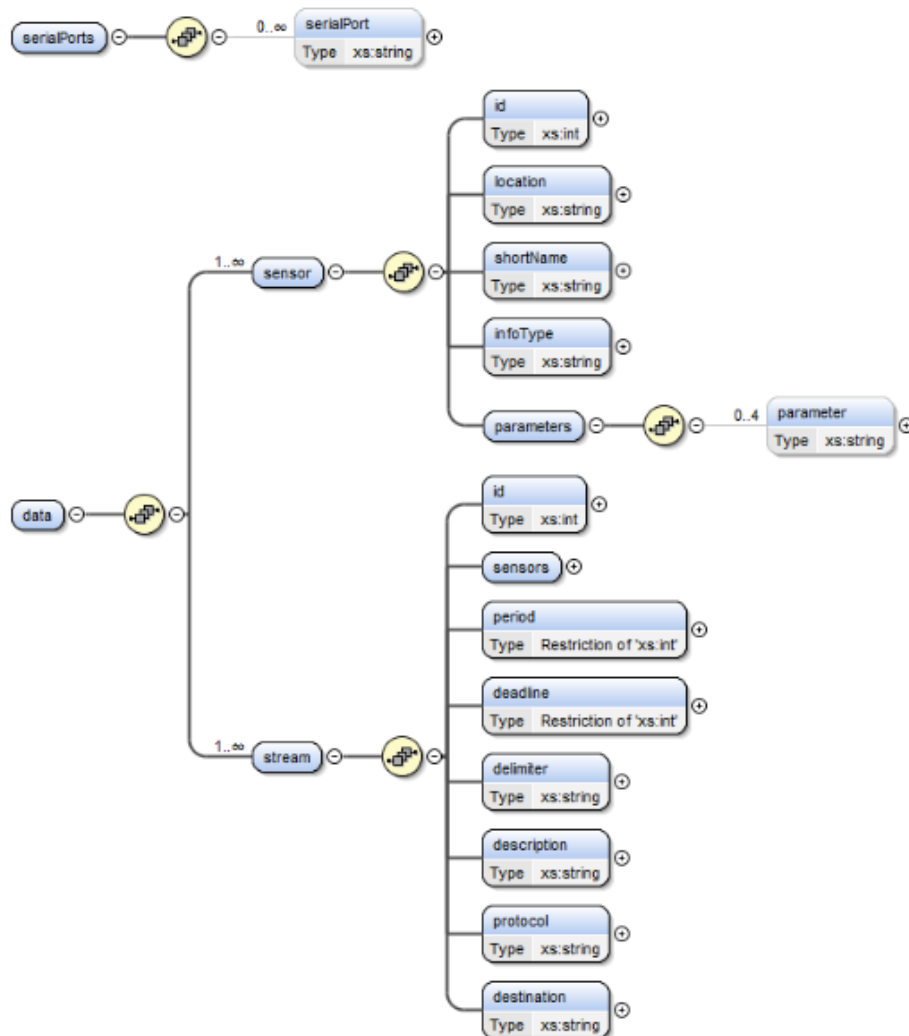 serialPorts
0..∞
serialPort
Type xs:string
id
Type xs:int
location
Type xs:string
1..∞
sensor
shortName
Type xs:string
infoType
Type xs:string
parameters
0..4
parameter
Type xs:string
data
id
Type xs:int
sensors
period
Type Restriction of 'xs:int'
deadline
Type Restriction of 'xs:int'
1..∞
stream
delimiter
Type xs:string
description
Type xs:string
protocol
Type xs:string
destination
Type xs:string